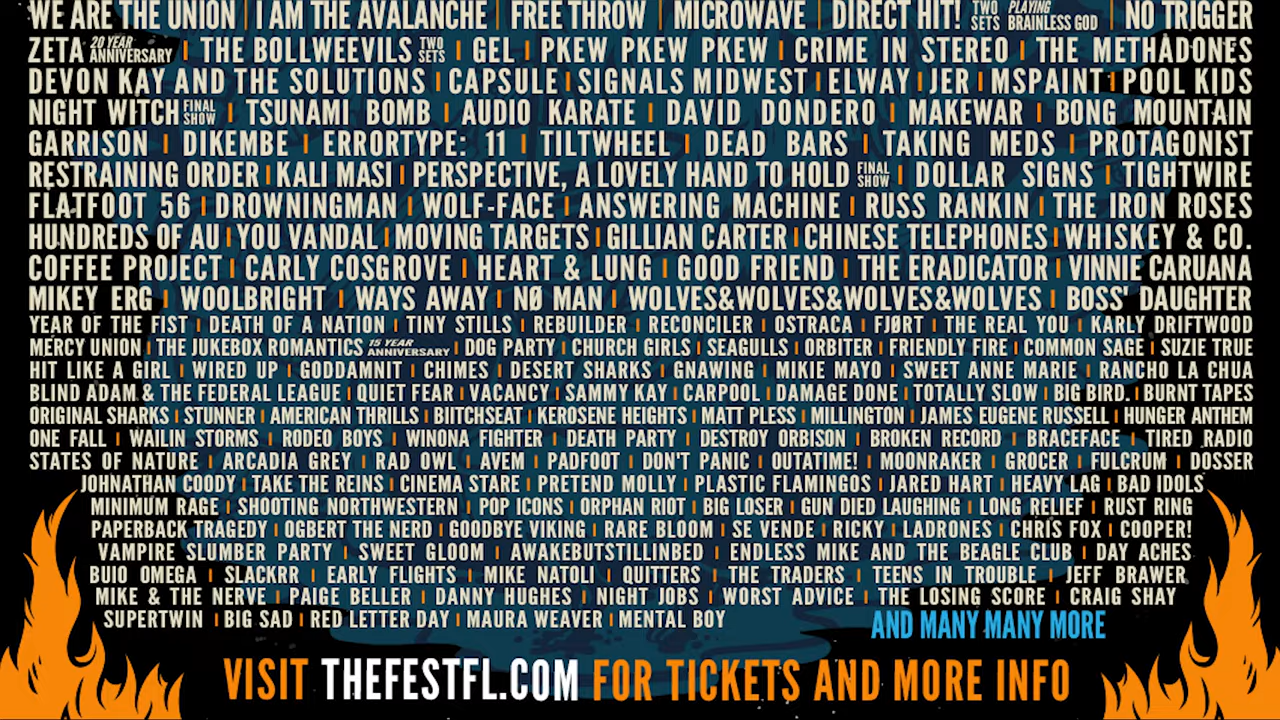 WE ARE THE UNION | I AM THE AVALANCHE | FREE THROW | MICROWAVE | DIRECT HIT! TWO SETS PLAYING BRAINLESS GOD | NO TRIGGER
ZETA 20 YEAR ANNIVERSARY | THE BOLLWEEVILS TWO SETS | GEL | PKEW PKEW PKEW | CRIME IN STEREO | THE METHADONES
DEVON KAY AND THE SOLUTIONS | CAPSULE | SIGNALS MIDWEST | ELWAY | JER | MSPAINT | POOL KIDS
NIGHT WITCH FINAL SHOW | TSUNAMI BOMB | AUDIO KARATE | DAVID DONDERO | MAKEWAR | BONG MOUNTAIN
GARRISON | DIKEMBE | ERRORTYPE: 11 | TILTWHEEL | DEAD BARS | TAKING MEDS | PROTAGONIST
RESTRAINING ORDER | KALI MASI | PERSPECTIVE, A LOVELY HAND TO HOLD FINAL SHOW | DOLLAR SIGNS | TIGHTWIRE
FLATFOOT 56 | DROWNINGMAN | WOLF-FACE | ANSWERING MACHINE | RUSS RANKIN | THE IRON ROSES
HUNDREDS OF AU | YOU VANDAL | MOVING TARGETS | GILLIAN CARTER | CHINESE TELEPHONES | WHISKEY & CO.
COFFEE PROJECT | CARLY COSGROVE | HEART & LUNG | GOOD FRIEND | THE ERADICATOR | VINNIE CARUANA
MIKEY ERG | WOOLBRIGHT | WAYS AWAY | NØ MAN | WOLVES&WOLVES&WOLVES&WOLVES | BOSS' DAUGHTER
YEAR OF THE FIST | DEATH OF A NATION | TINY STILLS | REBUILDER | RECONCILER | OSTRACA | FJØRT | THE REAL YOU | KARLY DRIFTWOOD
MERCY UNION | THE JUKEBOX ROMANTICS 15 YEAR ANNIVERSARY | DOG PARTY | CHURCH GIRLS | SEAGULLS | ORBITER | FRIENDLY FIRE | COMMON SAGE | SUZIE TRUE
HIT LIKE A GIRL | WIRED UP | GODDAMNIT | CHIMES | DESERT SHARKS | GNAWING | MIKIE MAYO | SWEET ANNE MARIE | RANCHO LA CHUA
BLIND ADAM & THE FEDERAL LEAGUE | QUIET FEAR | VACANCY | SAMMY KAY | CARPOOL | DAMAGE DONE | TOTALLY SLOW | BIG BIRD. | BURNT TAPES
ORIGINAL SHARKS | STUNNER | AMERICAN THRILLS | BIITCHSEAT | KEROSENE HEIGHTS | MATT PLESS | MILLINGTON | JAMES EUGENE RUSSELL | HUNGER ANTHEM
ONE FALL | WAILIN STORMS | RODEO BOYS | WINONA FIGHTER | DEATH PARTY | DESTROY ORBISON | BROKEN RECORD | BRACEFACE | TIRED RADIO
STATES OF NATURE | ARCADIA GREY | RAD OWL | AVEM | PADFOOT | DON'T PANIC | OUTATIME! | MOONRAKER | GROCER | FULCRUM | DOSSER
JOHNATHAN COODY | TAKE THE REINS | CINEMA STARE | PRETEND MOLLY | PLASTIC FLAMINGOS | JARED HART | HEAVY LAG | BAD IDOLS
MINIMUM RAGE | SHOOTING NORTHWESTERN | POP ICONS | ORPHAN RIOT | BIG LOSER | GUN DIED LAUGHING | LONG RELIEF | RUST RING
PAPERBACK TRAGEDY | OGBERT THE NERD | GOODBYE VIKING | RARE BLOOM | SE VENDE | RICKY | LADRONES | CHRIS FOX | COOPER!
VAMPIRE SLUMBER PARTY | SWEET GLOOM | AWAKEBUTSTILLINBED | ENDLESS MIKE AND THE BEAGLE CLUB | DAY ACHES
BUIO OMEGA | SLACKRR | EARLY FLIGHTS | MIKE NATOLI | QUITTERS | THE TRADERS | TEENS IN TROUBLE | JEFF BRAWER
MIKE & THE NERVE | PAIGE BELLER | DANNY HUGHES | NIGHT JOBS | WORST ADVICE | THE LOSING SCORE | CRAIG SHAY
SUPERTWIN | BIG SAD | RED LETTER DAY | MAURA WEAVER | MENTAL BOY
AND MANY MANY MORE
VISIT THEFESTFL.COM FOR TICKETS AND MORE INFO